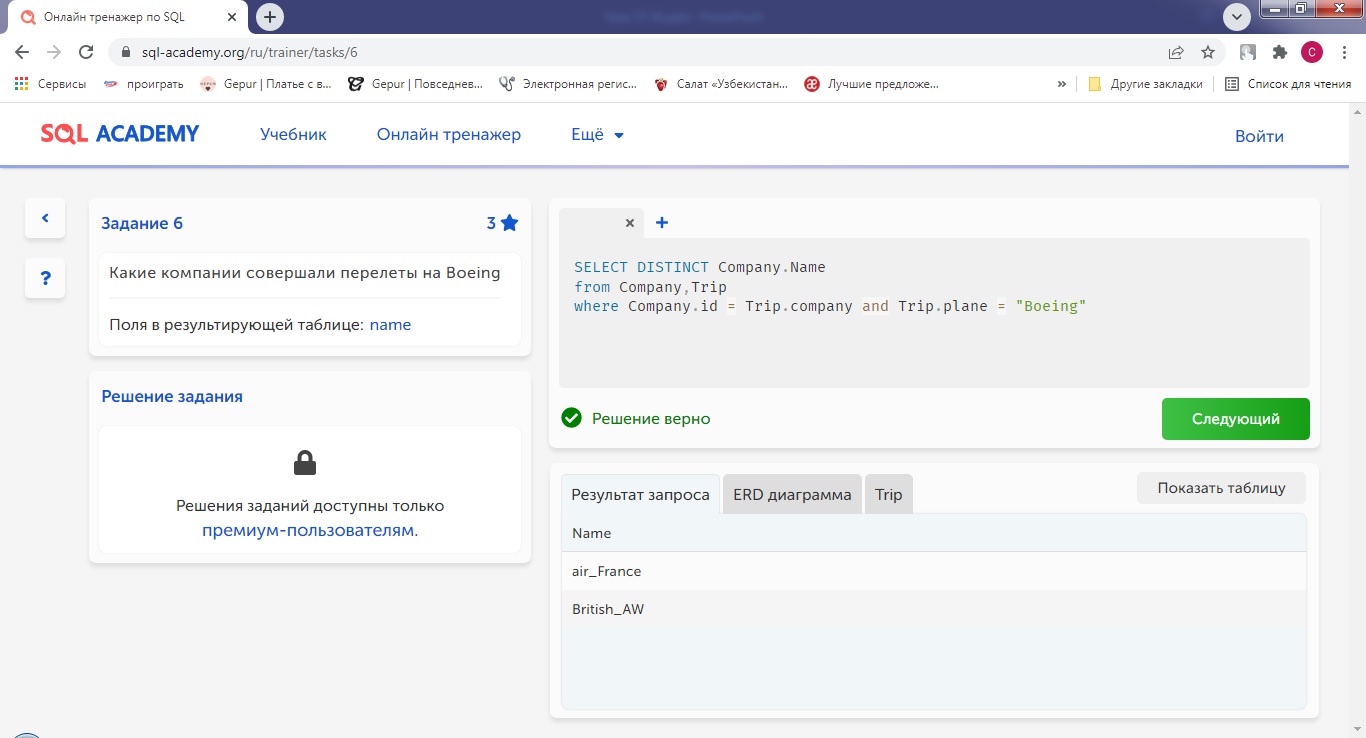 Онлайн тренажер по SQL
sql-academy.org/ru/trainer/tasks/6
С
Сервисы
проиграть
Gepur | Платье с в...
Gepur | Повседнев...
Электронная регис...
Салат «Узбекистан...
Лучшие предложе...
»
Другие закладки
Список для чтения
SQL ACADEMY
Учебник
Онлайн тренажер
Ещё
Войти
Задание 6
3
Какие компании совершали перелеты на Boeing
Поля в результирующей таблице: name
?
Решение задания
Решения заданий доступны только
премиум-пользователям.
SELECT DISTINCT Company.Name
from Company,Trip
where Company.id = Trip.company and Trip.plane = "Boeing"
Решение верно
Следующий
Результат запроса
ERD диаграмма
Trip
Показать таблицу
Name
air_France
British_AW